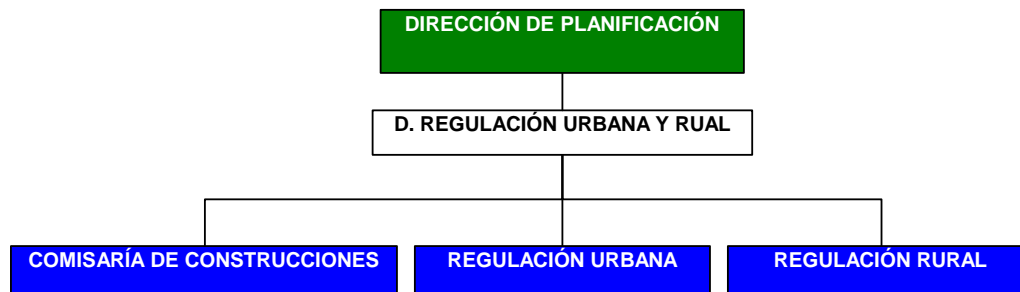 DIRECCIÓN DE PLANIFICACIÓN
D. REGULACIÓN URBANA Y RUAL
COMISARÍA DE CONSTRUCCIONES
REGULACIÓN URBANA
REGULACIÓN RURAL